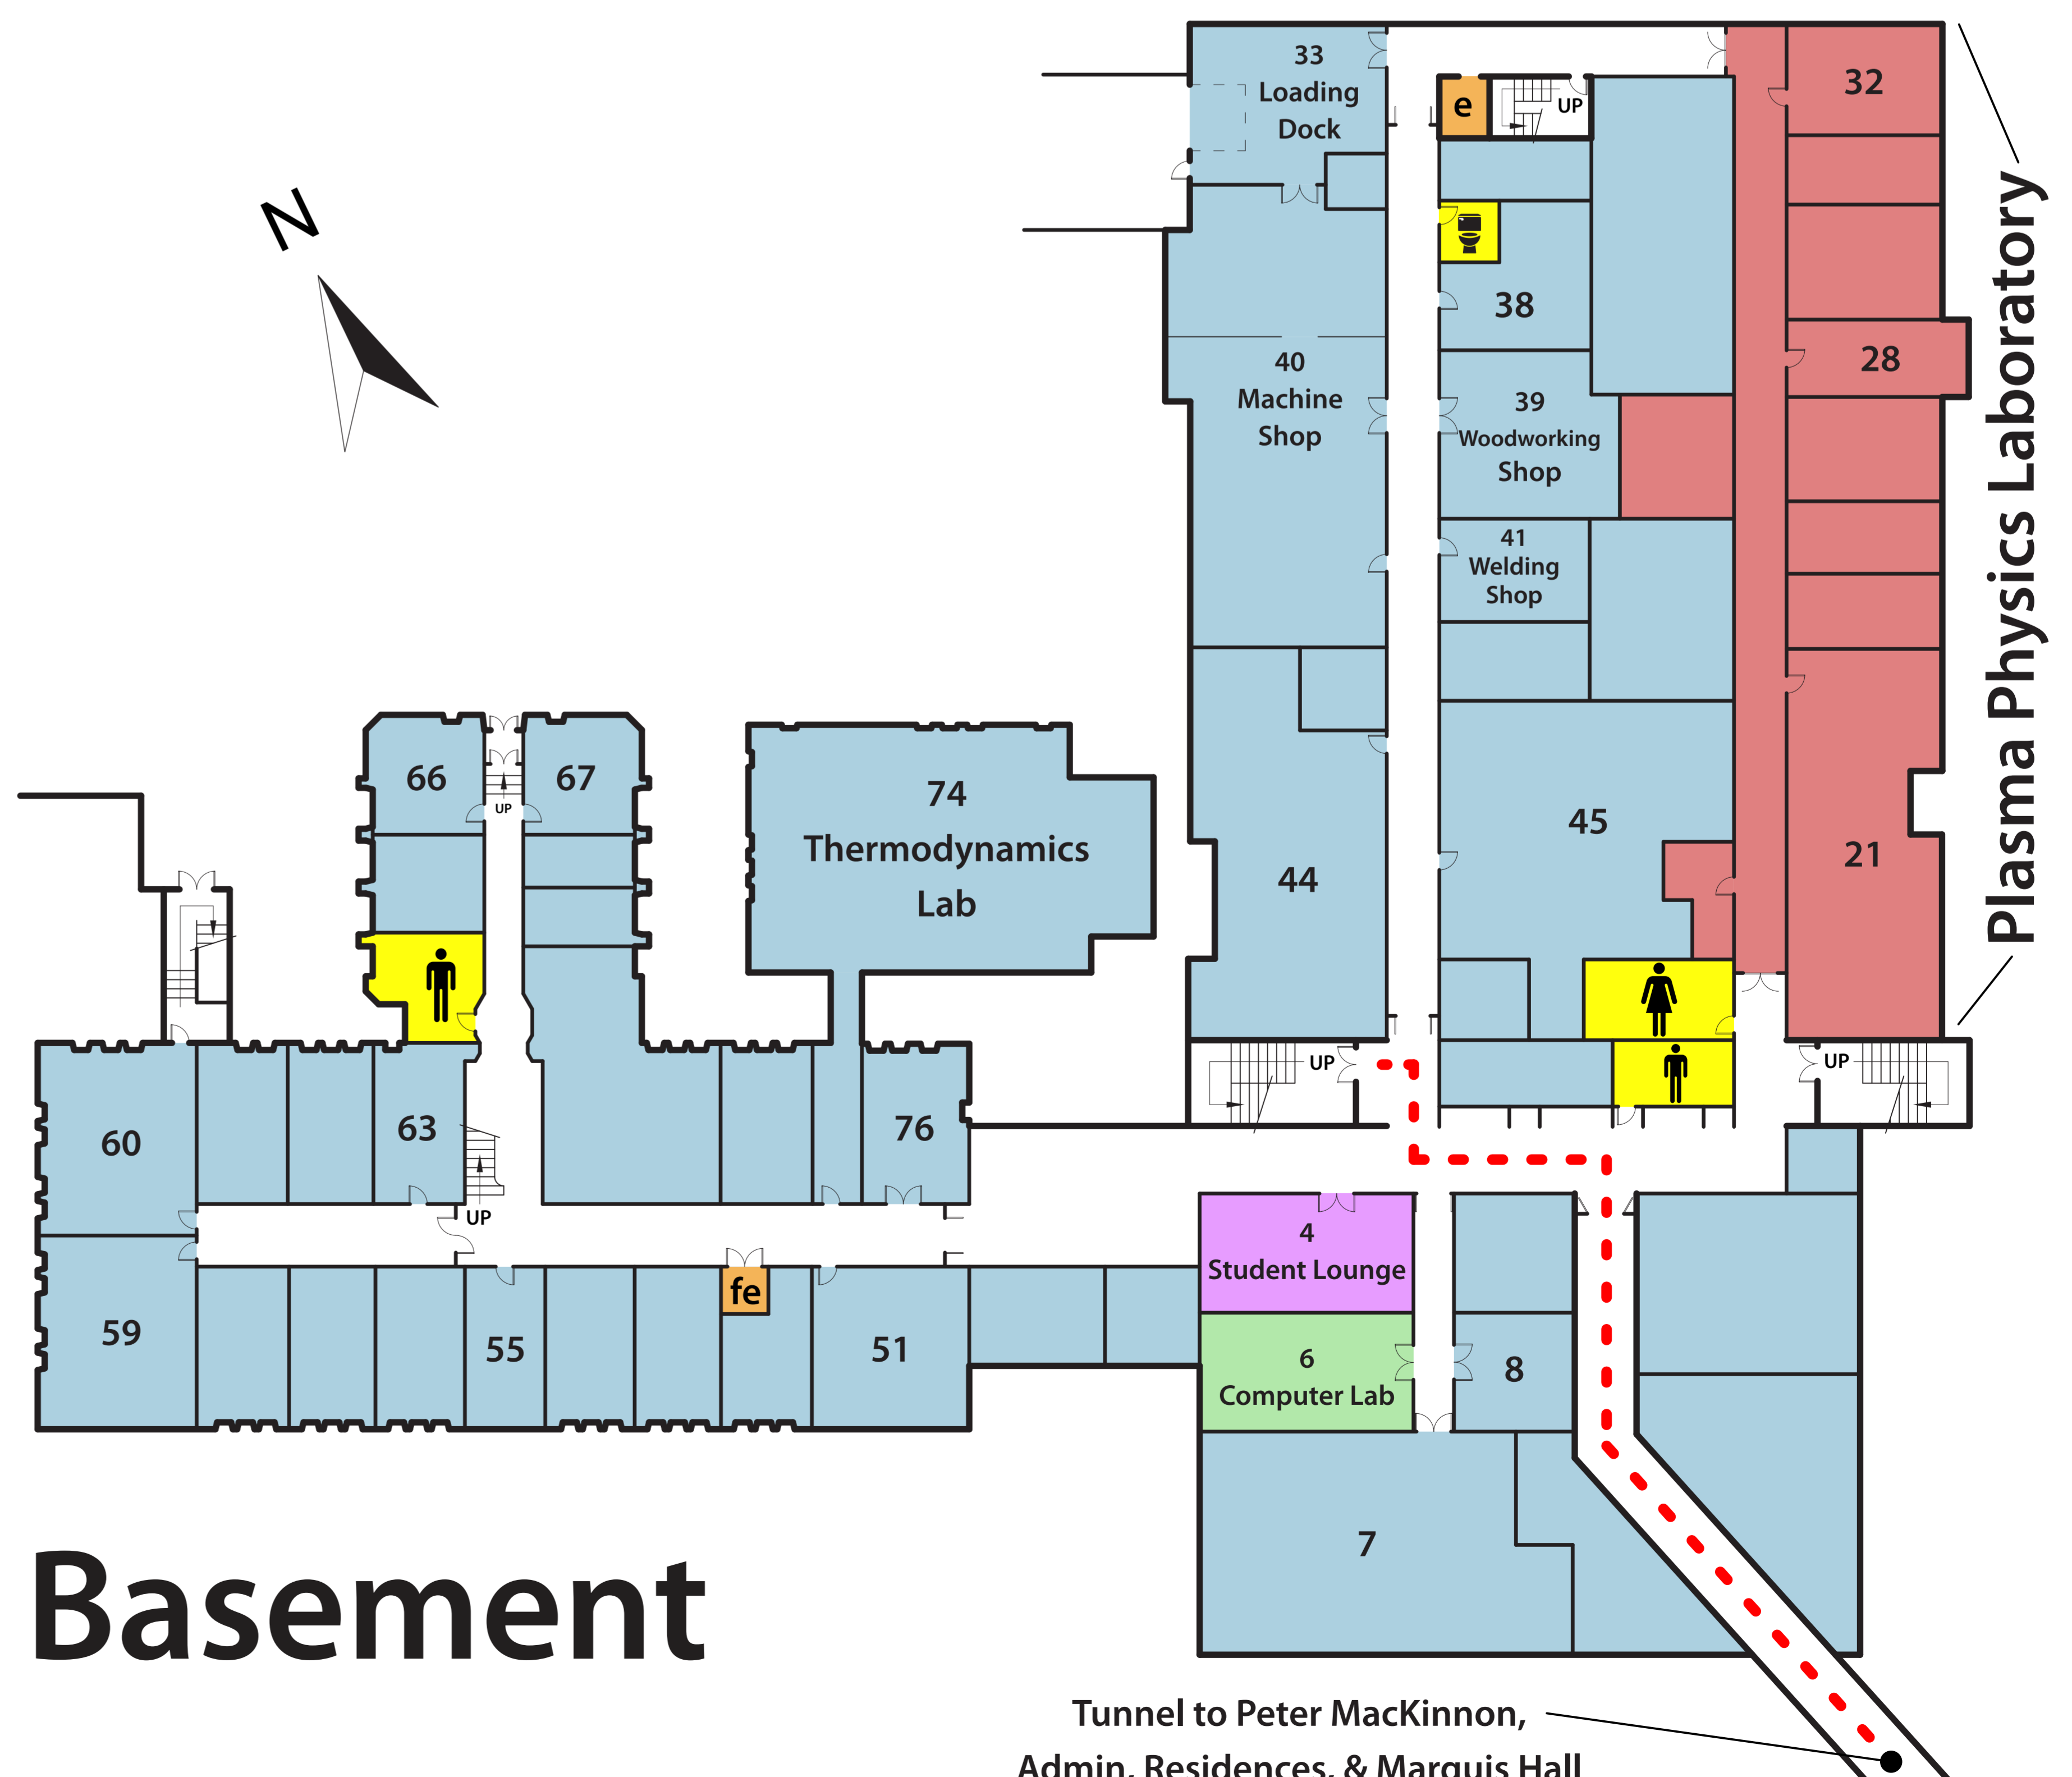 33
Loading
Dock
32
e
UP
N
38
28
40
Machine
Shop
39
Woodworking
Shop
41
Welding
Shop
Plasma Physics Laboratory
66
67
UP
74
Thermodynamics
Lab
45
44
21
UP
UP
60
63
76
UP
4
Student Lounge
fe
59
55
51
6
Computer Lab
8
7
Basement
Tunnel to Peter MacKinnon,
Admin, Residences, & Marquis Hall